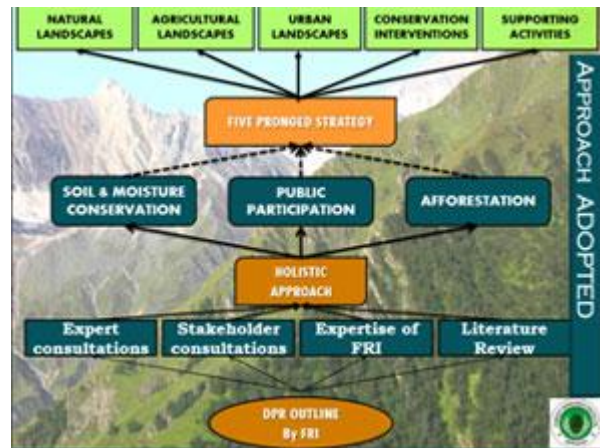 NATURAL
LANDSCAPES
AGRICULTURAL
LANDSCAPES
URBAN
LANDSCAPES
CONSERVATION
INTERVENTIONS
SUPPORTING
ACTIVITIES
APPROACH ADOPTED
FIVE PRONGED STRATEGY
SOIL & MOISTURE
CONSERVATION
PUBLIC
PARTICIPATION
AFFORESTATION
HOLISTIC
APPROACH
Expert
consultations
Stakeholder
consultations
Expertise of
FRI
Literature
Review
DPR OUTLINE
By FRI